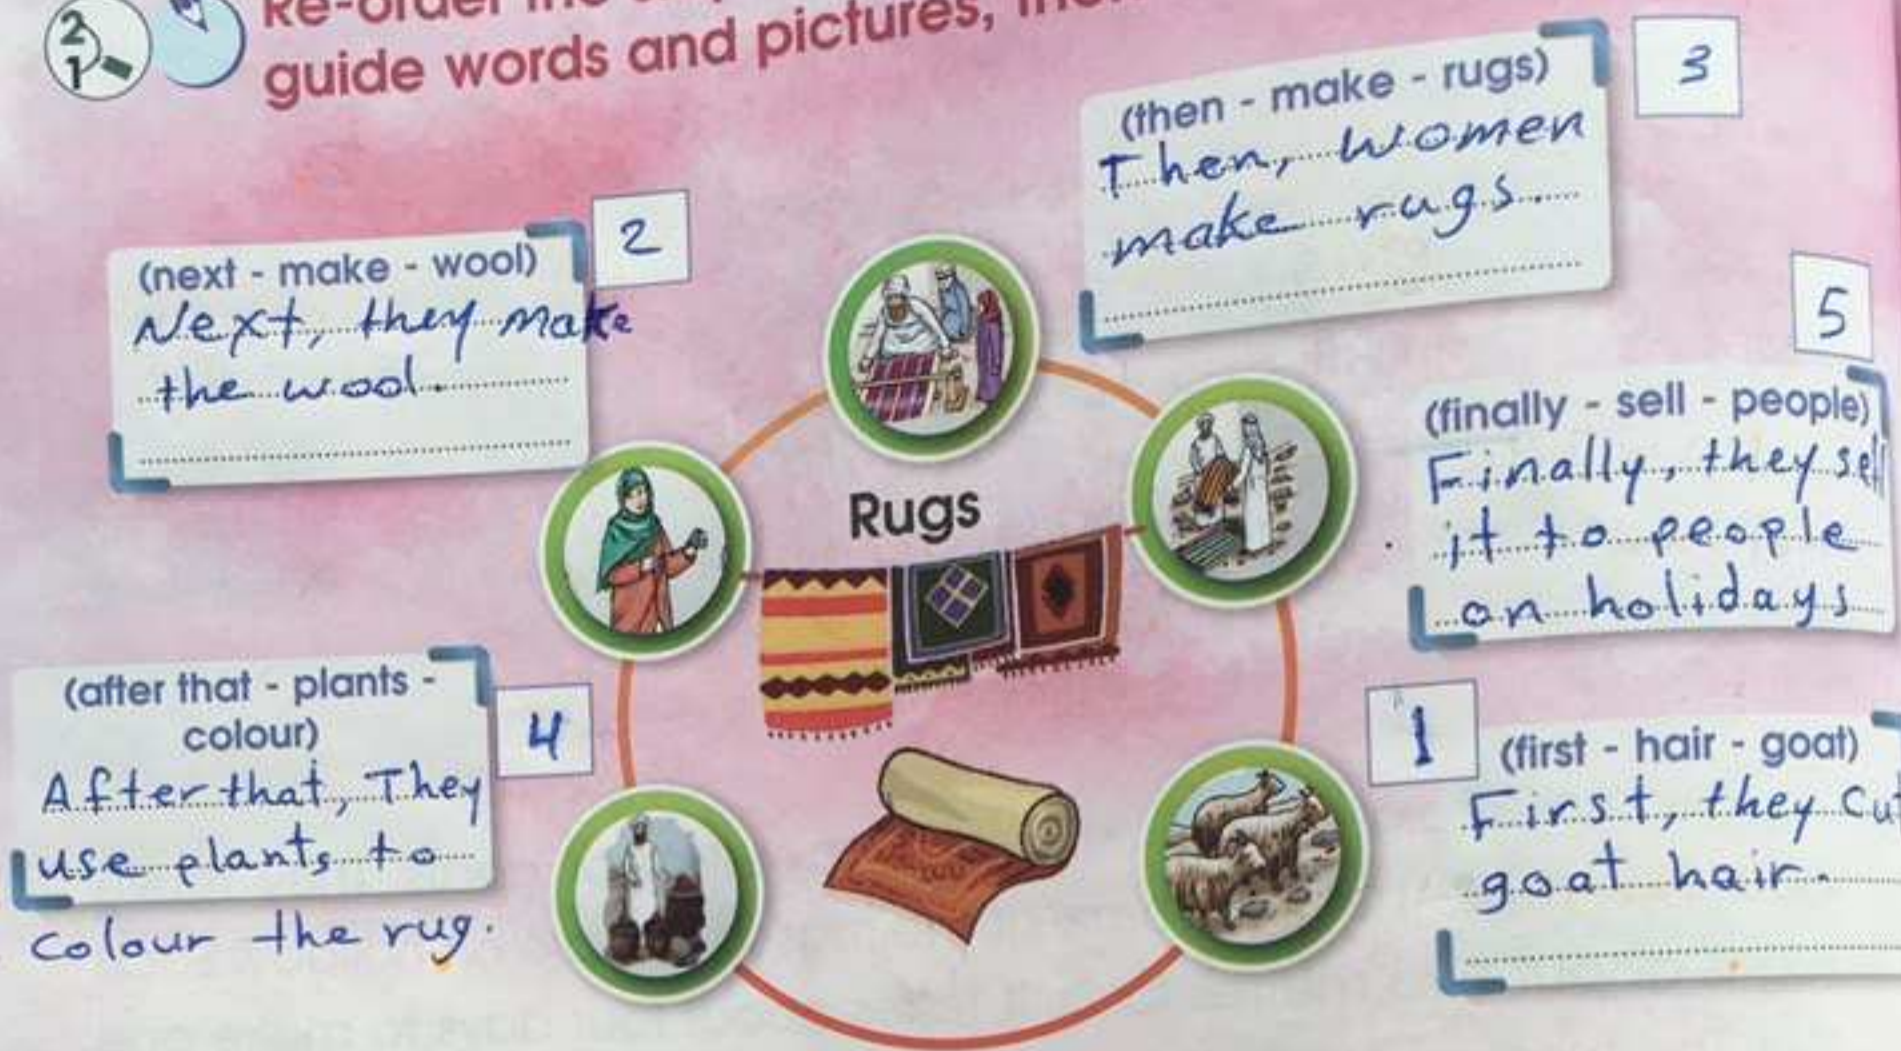 2
1
Re-order the
guide words and pictures,
(then - make - rugs)
Then, women
make rugs.
3
(next - make - wool)
Next, they make
the wool.
2
5
(finally - sell - people)
Finally, they sell
it to people
on holidays
Rugs
(after that - plants -
colour)
After that, They
use plants to
colour the rug.
4
1
(first - hair - goat)
First, they cut
goat hair.